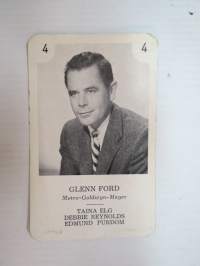 4 4
GLENN FORD
Metro-Goldwyn-Mayer
TAINA ELG
DEBBIE REYNOLDS
EDMUND PURDOM